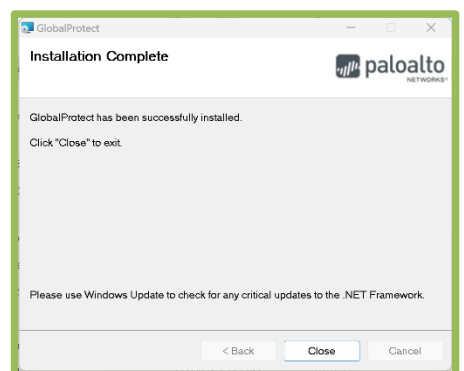 GlobalProtect
Installation Complete
paloalto
NETWORKS®
GlobalProtect has been successfully installed.
Click "Close" to exit.
Please use Windows Update to check for any critical updates to the .NET Framework.
< Back
Close
Cancel